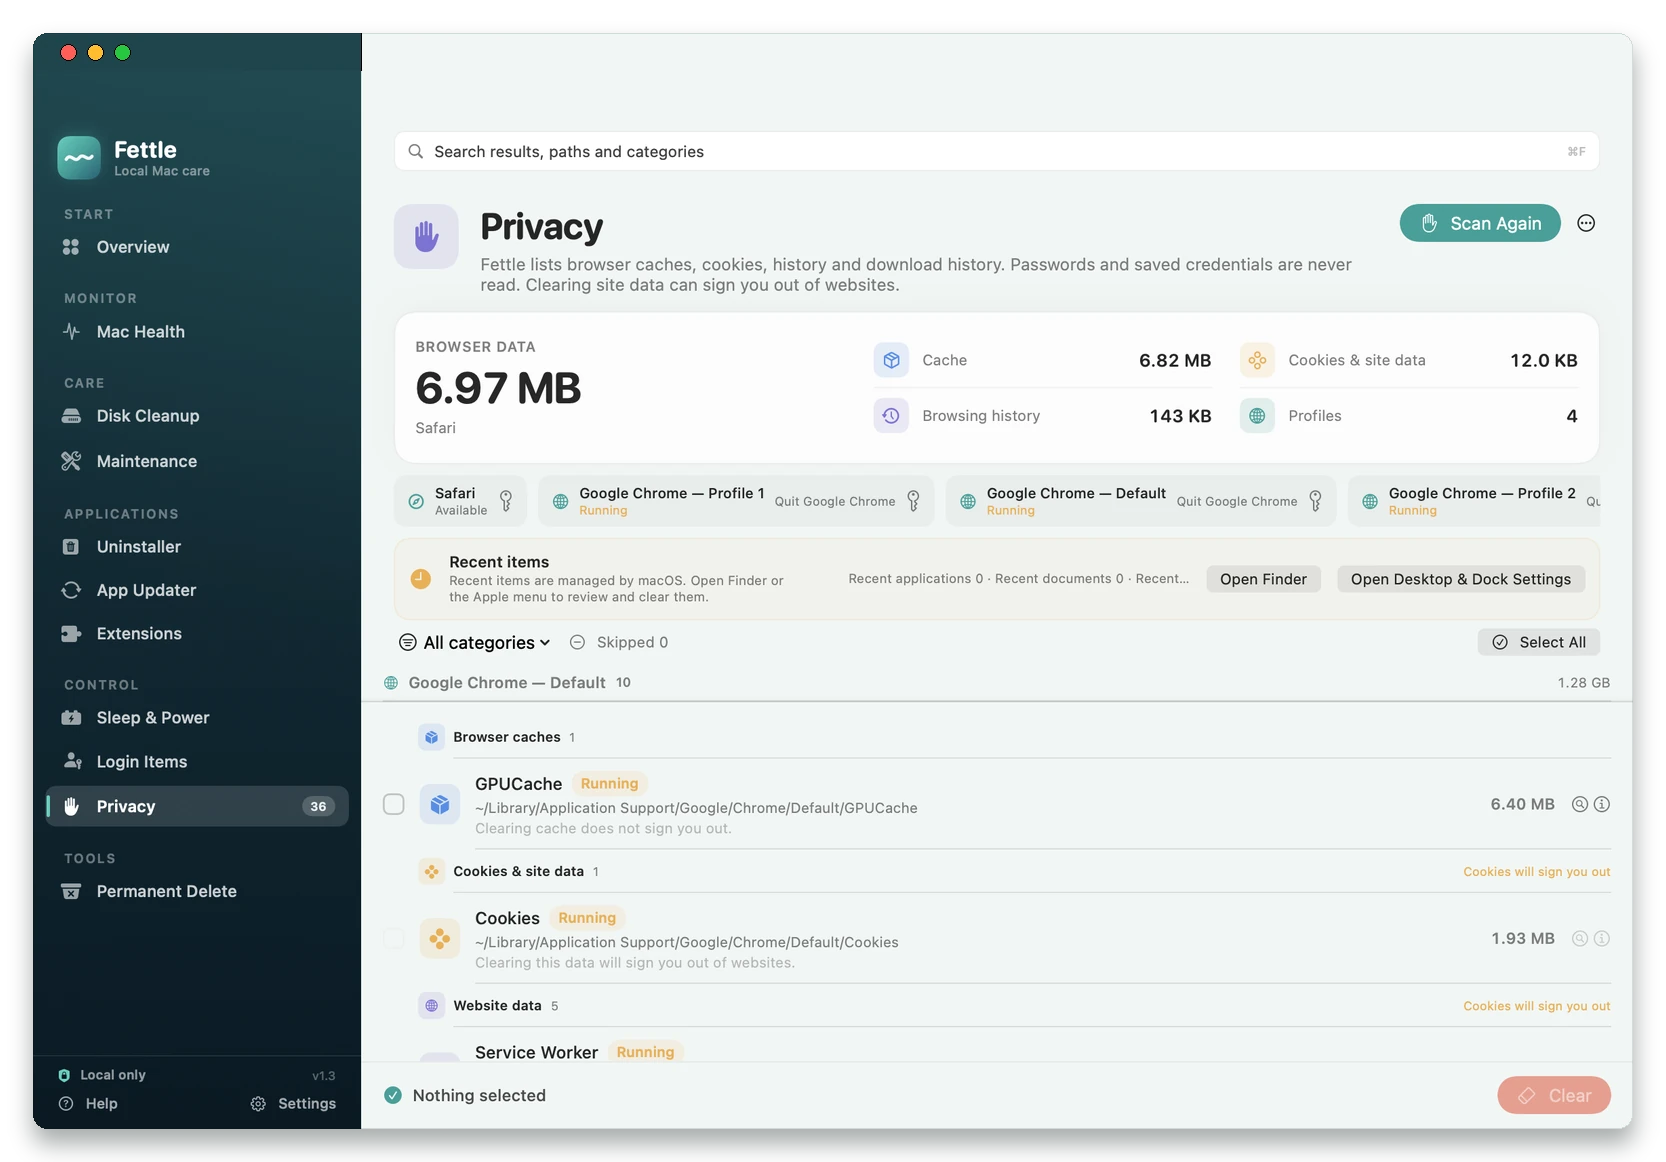 Fettle
Local Mac care
START
Overview
MONITOR
Mac Health
CARE
Disk Cleanup
Maintenance
APPLICATIONS
Uninstaller
App Updater
Extensions
CONTROL
Sleep & Power
Login Items
Privacy 36
TOOLS
Permanent Delete
Local only v1.3
Help Settings
Search results, paths and categories ⌘F
Privacy
Scan Again
Fettle lists browser caches, cookies, history and download history. Passwords and saved credentials are never
read. Clearing site data can sign you out of websites.
BROWSER DATA
6.97 MB
Safari
Cache 6.82 MB
Cookies & site data 12.0 KB
Browsing history 143 KB
Profiles 4
Safari
Available
Google Chrome — Profile 1
Running
Quit Google Chrome
Google Chrome — Default
Running
Quit Google Chrome
Google Chrome — Profile 2
Running
Recent items
Recent items are managed by macOS. Open Finder or
the Apple menu to review and clear them.
Recent applications 0 · Recent documents 0 · Recent...
Open Finder
Open Desktop & Dock Settings
All categories
Skipped 0
Select All
Google Chrome — Default 10 1.28 GB
Browser caches 1
GPUCache Running
~/Library/Application Support/Google/Chrome/Default/GPUCache
Clearing cache does not sign you out.
6.40 MB
Cookies & site data 1 Cookies will sign you out
Cookies Running
~/Library/Application Support/Google/Chrome/Default/Cookies
Clearing this data will sign you out of websites.
1.93 MB
Website data 5 Cookies will sign you out
Service Worker Running
Nothing selected
Clear